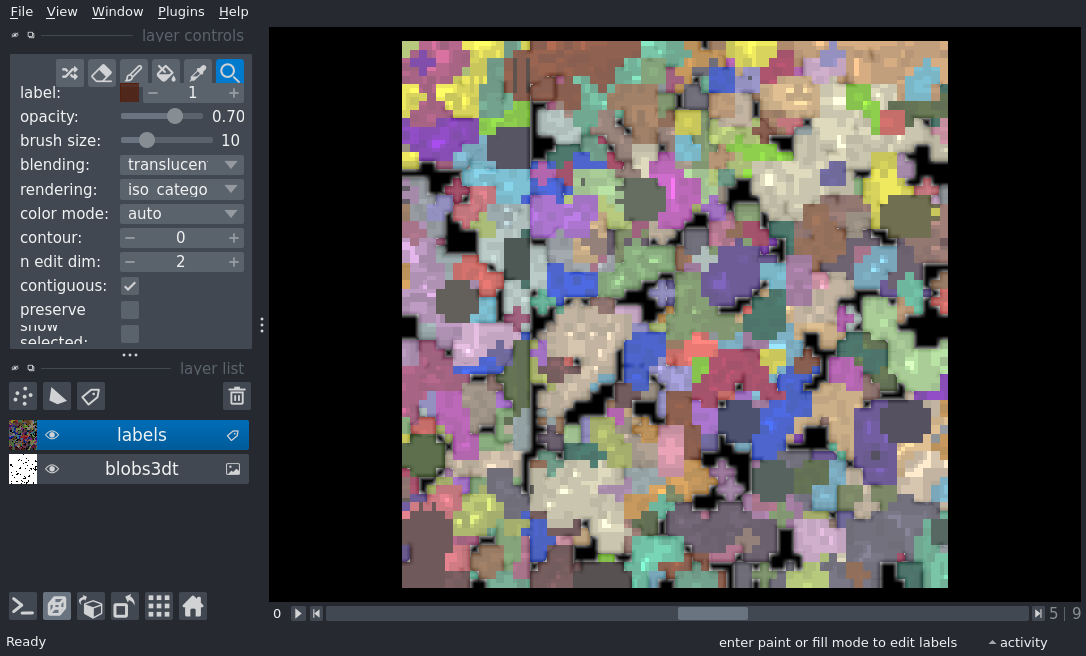 File View Window Plugins Help
layer controls
label: 1
opacity: 0.70
brush size: 10
blending: translucen
rendering: iso_catego
color mode: auto
contour: 0
n edit dim: 2
contiguous:
preserve
show
selected:
layer list
labels
blobs3dt
0 5 | 9
Ready enter paint or fill mode to edit labels activity